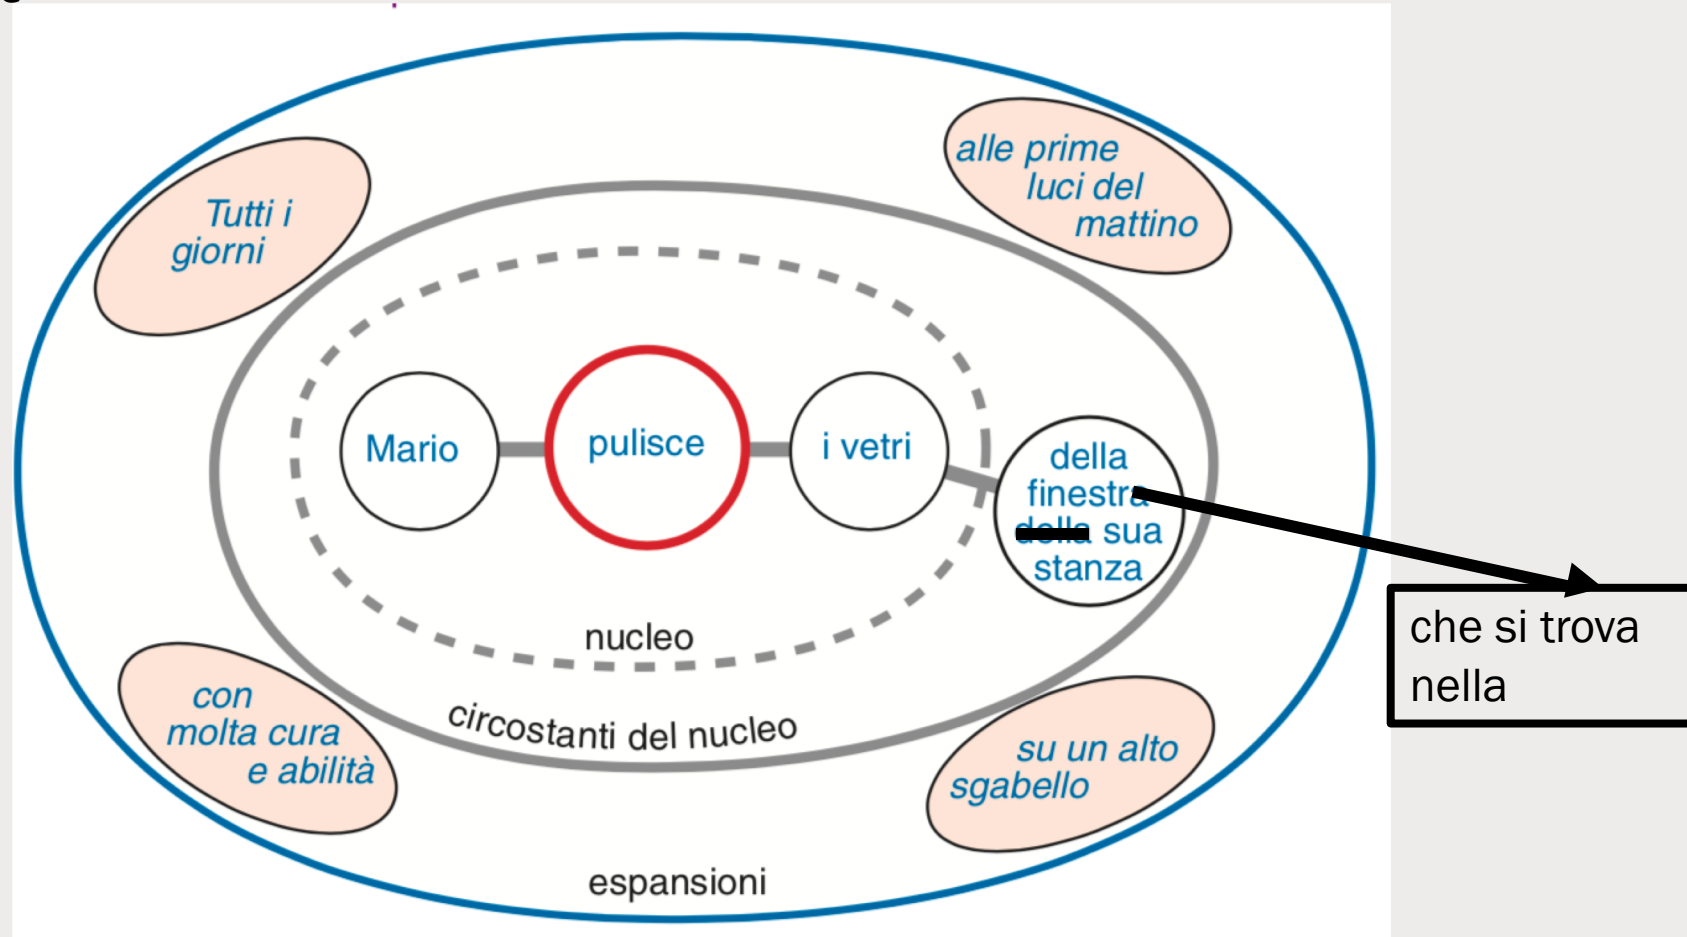 Tutti i
giorni
alle prime
luci del
mattino
Mario
pulisce
i vetri
della
finestra
della sua
stanza
che si trova
nella
nucleo
circostanti del nucleo
con
molta cura
e abilità
su un alto
sgabello
espansioni